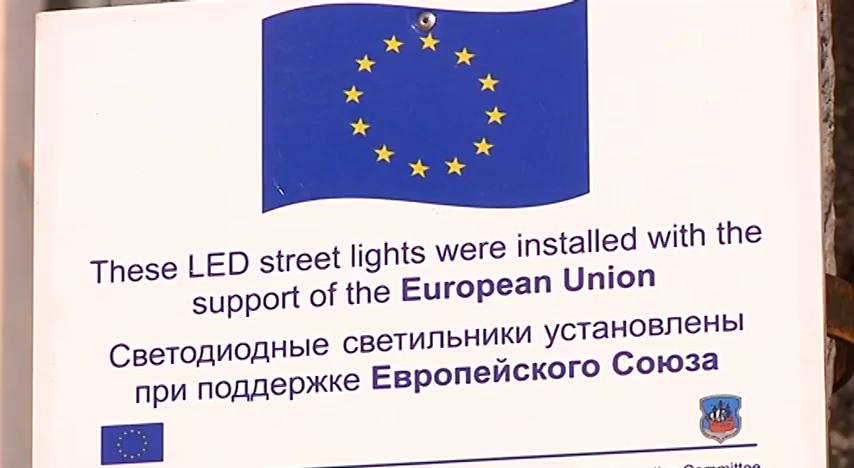 These LED street lights were installed with the
support of the European Union
Светодиодные светильники установлены
при поддержке Европейского Союза
Committee